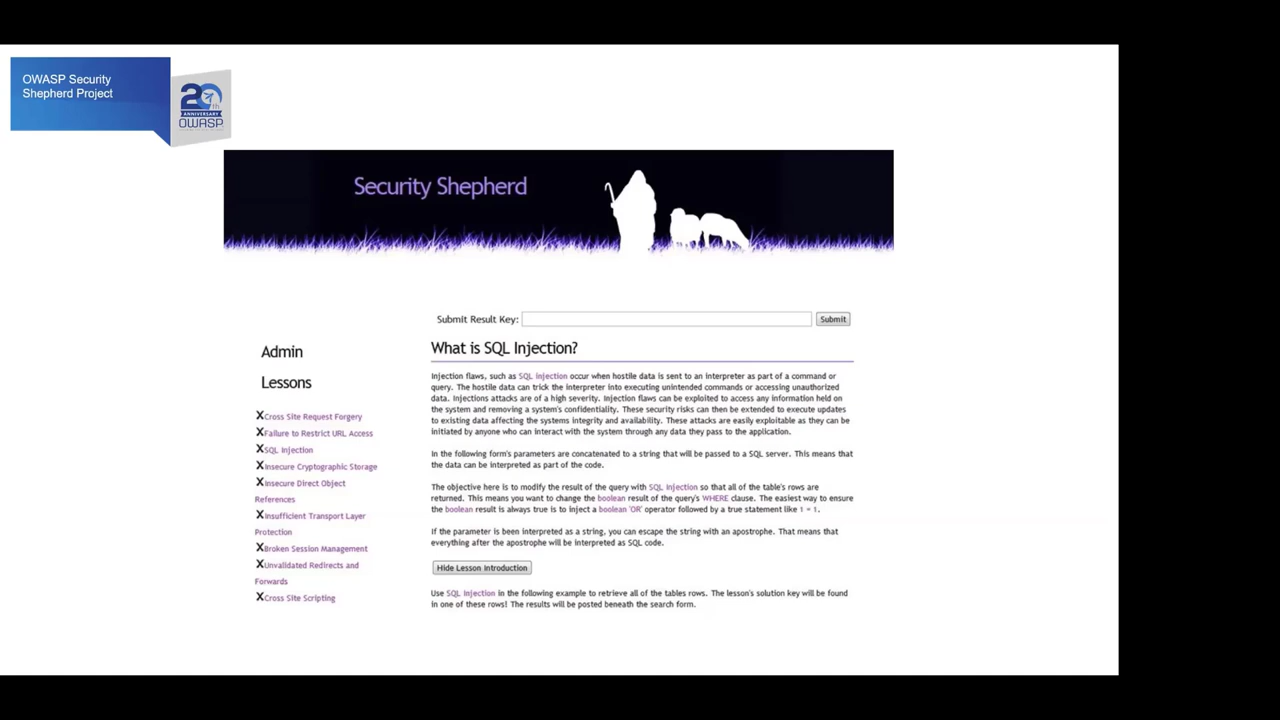 OWASP Security
Shepherd Project
20th
ANNIVERSARY
OWASP
Security Shepherd
Submit Result Key:
Submit
Admin
Lessons
XCross Site Request Forgery
XFailure to Restrict URL Access
XSQL Injection
XInsecure Cryptographic Storage
XInsecure Direct Object
References
XInsufficient Transport Layer
Protection
XBroken Session Management
XUnvalidated Redirects and
Forwards
XCross Site Scripting
What is SQL Injection?
Injection flaws, such as SQL injection occur when hostile data is sent to an interpreter as part of a command or
query. The hostile data can trick the interpreter into executing unintended commands or accessing unauthorized
data. Injections attacks are of a high severity. Injection flaws can be exploited to access any information held on
the system and removing a system's confidentiality. These security risks can then be extended to execute updates
to existing data affecting the systems integrity and availability. These attacks are easily exploitable as they can be
initiated by anyone who can interact with the system through any data they pass to the application.
In the following form's parameters are concatenated to a string that will be passed to a SQL server. This means that
the data can be interpreted as part of the code.
The objective here is to modify the result of the query with SQL Injection so that all of the table's rows are
returned. This means you want to change the boolean result of the query's WHERE clause. The easiest way to ensure
the boolean result is always true is to inject a boolean 'OR' operator followed by a true statement like 1 = 1.
If the parameter is been interpreted as a string, you can escape the string with an apostrophe. That means that
everything after the apostrophe will be interpreted as SQL code.
Hide Lesson Introduction
Use SQL Injection in the following example to retrieve all of the tables rows. The lesson's solution key will be found
in one of these rows! The results will be posted beneath the search form.